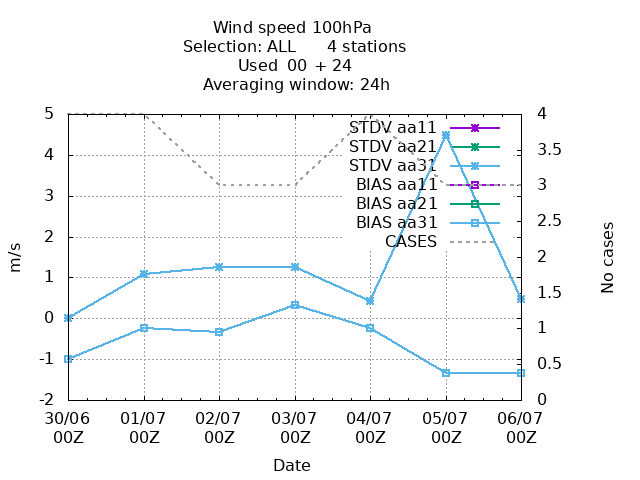 Wind speed 100hPa
Selection: ALL 4 stations
Used 00 + 24
Averaging window: 24h
5
4
3
2
1
0
-1
-2
m/s
4
3.5
3
2.5
2
1.5
1
0.5
0
No cases
STDV aa11
STDV aa21
STDV aa31
BIAS aa11
BIAS aa21
BIAS aa31
CASES
30/06 01/07 02/07 03/07 04/07 05/07 06/07
00Z 00Z 00Z 00Z 00Z 00Z 00Z
Date